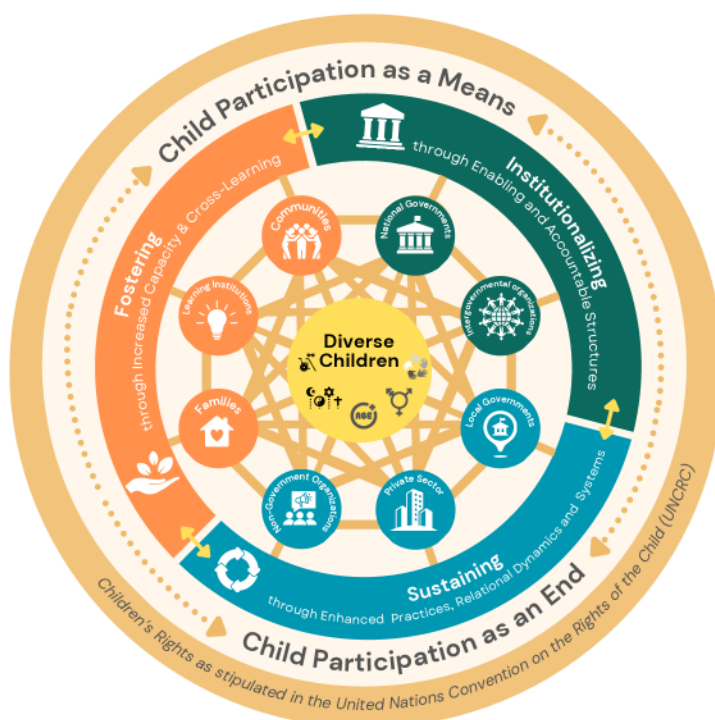 Child Participation as a Means
Institutionalizing
through Enabling and Accountable Structures
Fostering
through Increased Capacity & Cross-Learning
Communities
National Governments
Learning Institutions
Intergovernmental organizations
Diverse
Children
AGE
Families
Local Governments
Non-Government Organizations
Private Sector
Sustaining
through Enhanced Practices, Relational Dynamics and Systems
Child Participation as an End
Children's Rights as stipulated in the United Nations Convention on the Rights of the Child (UNCRC)